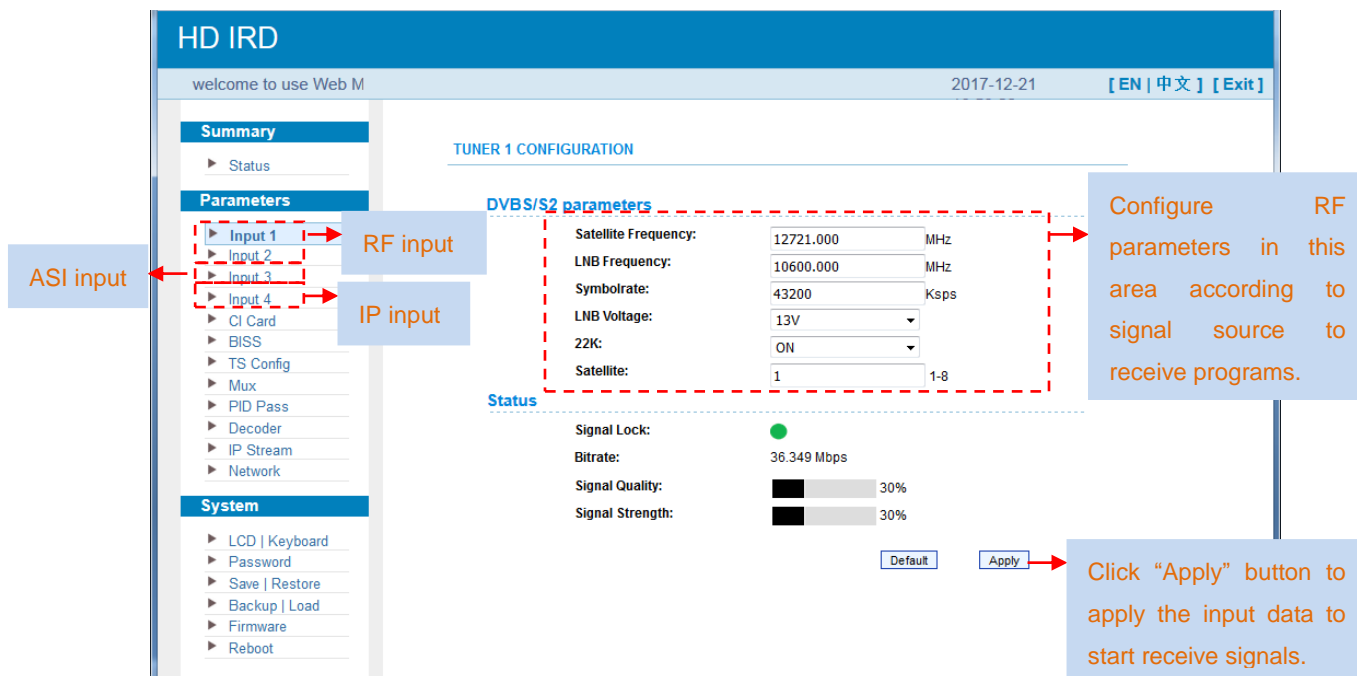 HD IRD
welcome to use Web M
2017-12-21
[ EN | 中文 ] [ Exit ]
Summary
Status
Parameters
Input 1
Input 2
Input 3
Input 4
CI Card
BISS
TS Config
Mux
PID Pass
Decoder
IP Stream
Network
System
LCD | Keyboard
Password
Save | Restore
Backup | Load
Firmware
Reboot
ASI input
RF input
IP input
TUNER 1 CONFIGURATION
DVBS/S2 parameters
Satellite Frequency: 12721.000 MHz
LNB Frequency: 10600.000 MHz
Symbolrate: 43200 Ksps
LNB Voltage: 13V
22K: ON
Satellite: 1 1-8
Status
Signal Lock:
Bitrate: 36.349 Mbps
Signal Quality: 30%
Signal Strength: 30%
Default Apply
Configure RF
parameters in this
area according to
signal source to
receive programs.
Click “Apply” button to
apply the input data to
start receive signals.